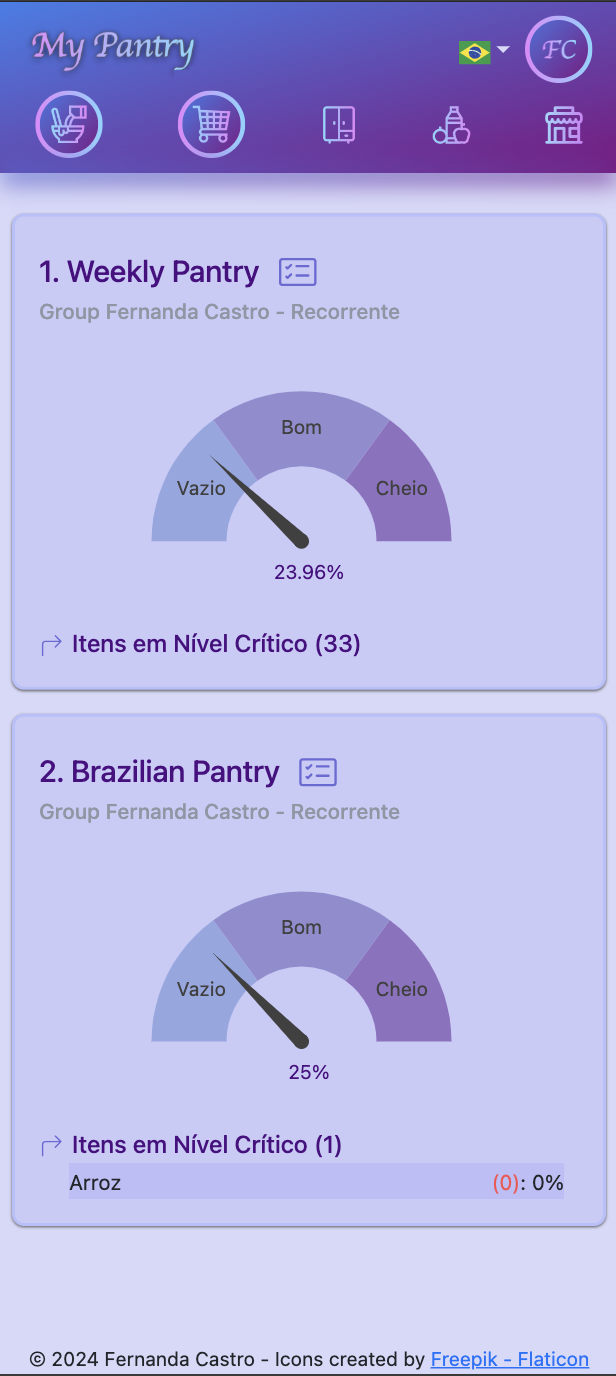 My Pantry
FC
1. Weekly Pantry
Group Fernanda Castro - Recorrente
Bom
Vazio
Cheio
23.96%
Itens em Nível Crítico (33)
2. Brazilian Pantry
Group Fernanda Castro - Recorrente
Bom
Vazio
Cheio
25%
Itens em Nível Crítico (1)
Arroz (0): 0%
© 2024 Fernanda Castro - Icons created by Freepik - Flaticon